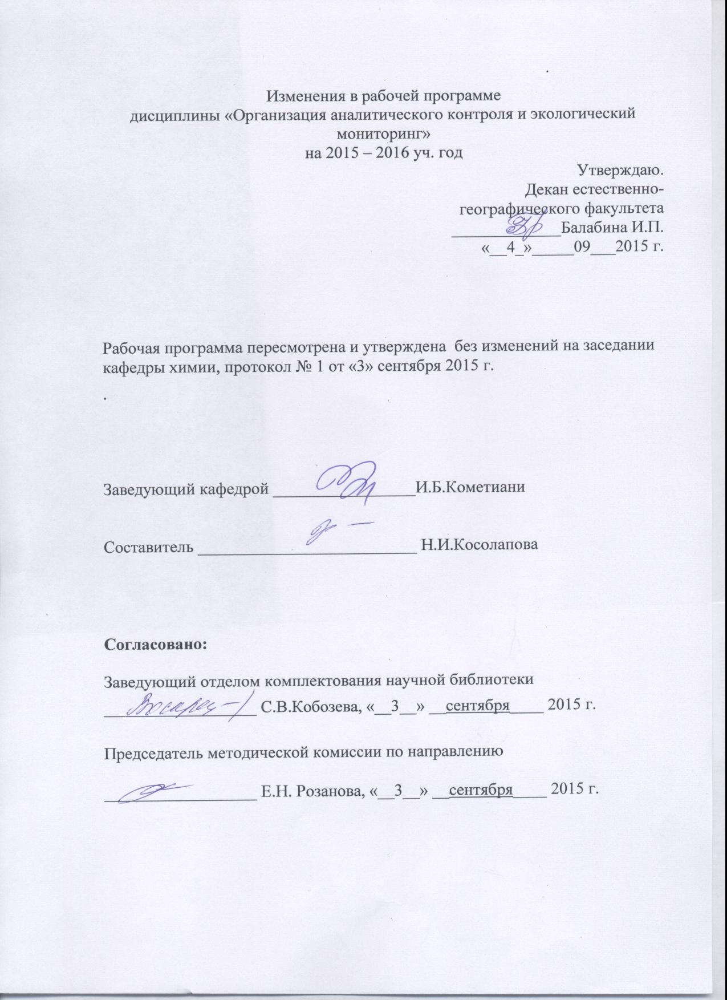 Изменения в рабочей программе
дисциплины «Организация аналитического контроля и экологический
мониторинг»
на 2015 – 2016 уч. год
Утверждаю.
Декан естественно-
географического факультета
_____________Балабина И.П.
«__4_»_____09___2015 г.
Рабочая программа пересмотрена и утверждена  без изменений на заседании
кафедры химии, протокол № 1 от «3» сентября 2015 г.
.
Заведующий кафедрой _________________И.Б.Кометиани
Составитель __________________________ Н.И.Косолапова
Согласовано:
Заведующий отделом комплектования научной библиотеки
__________________ С.В.Кобозева, «__3__» __сентября____ 2015 г.
Председатель методической комиссии по направлению
__________________ Е.Н. Розанова, «__3__» __сентября____ 2015 г.